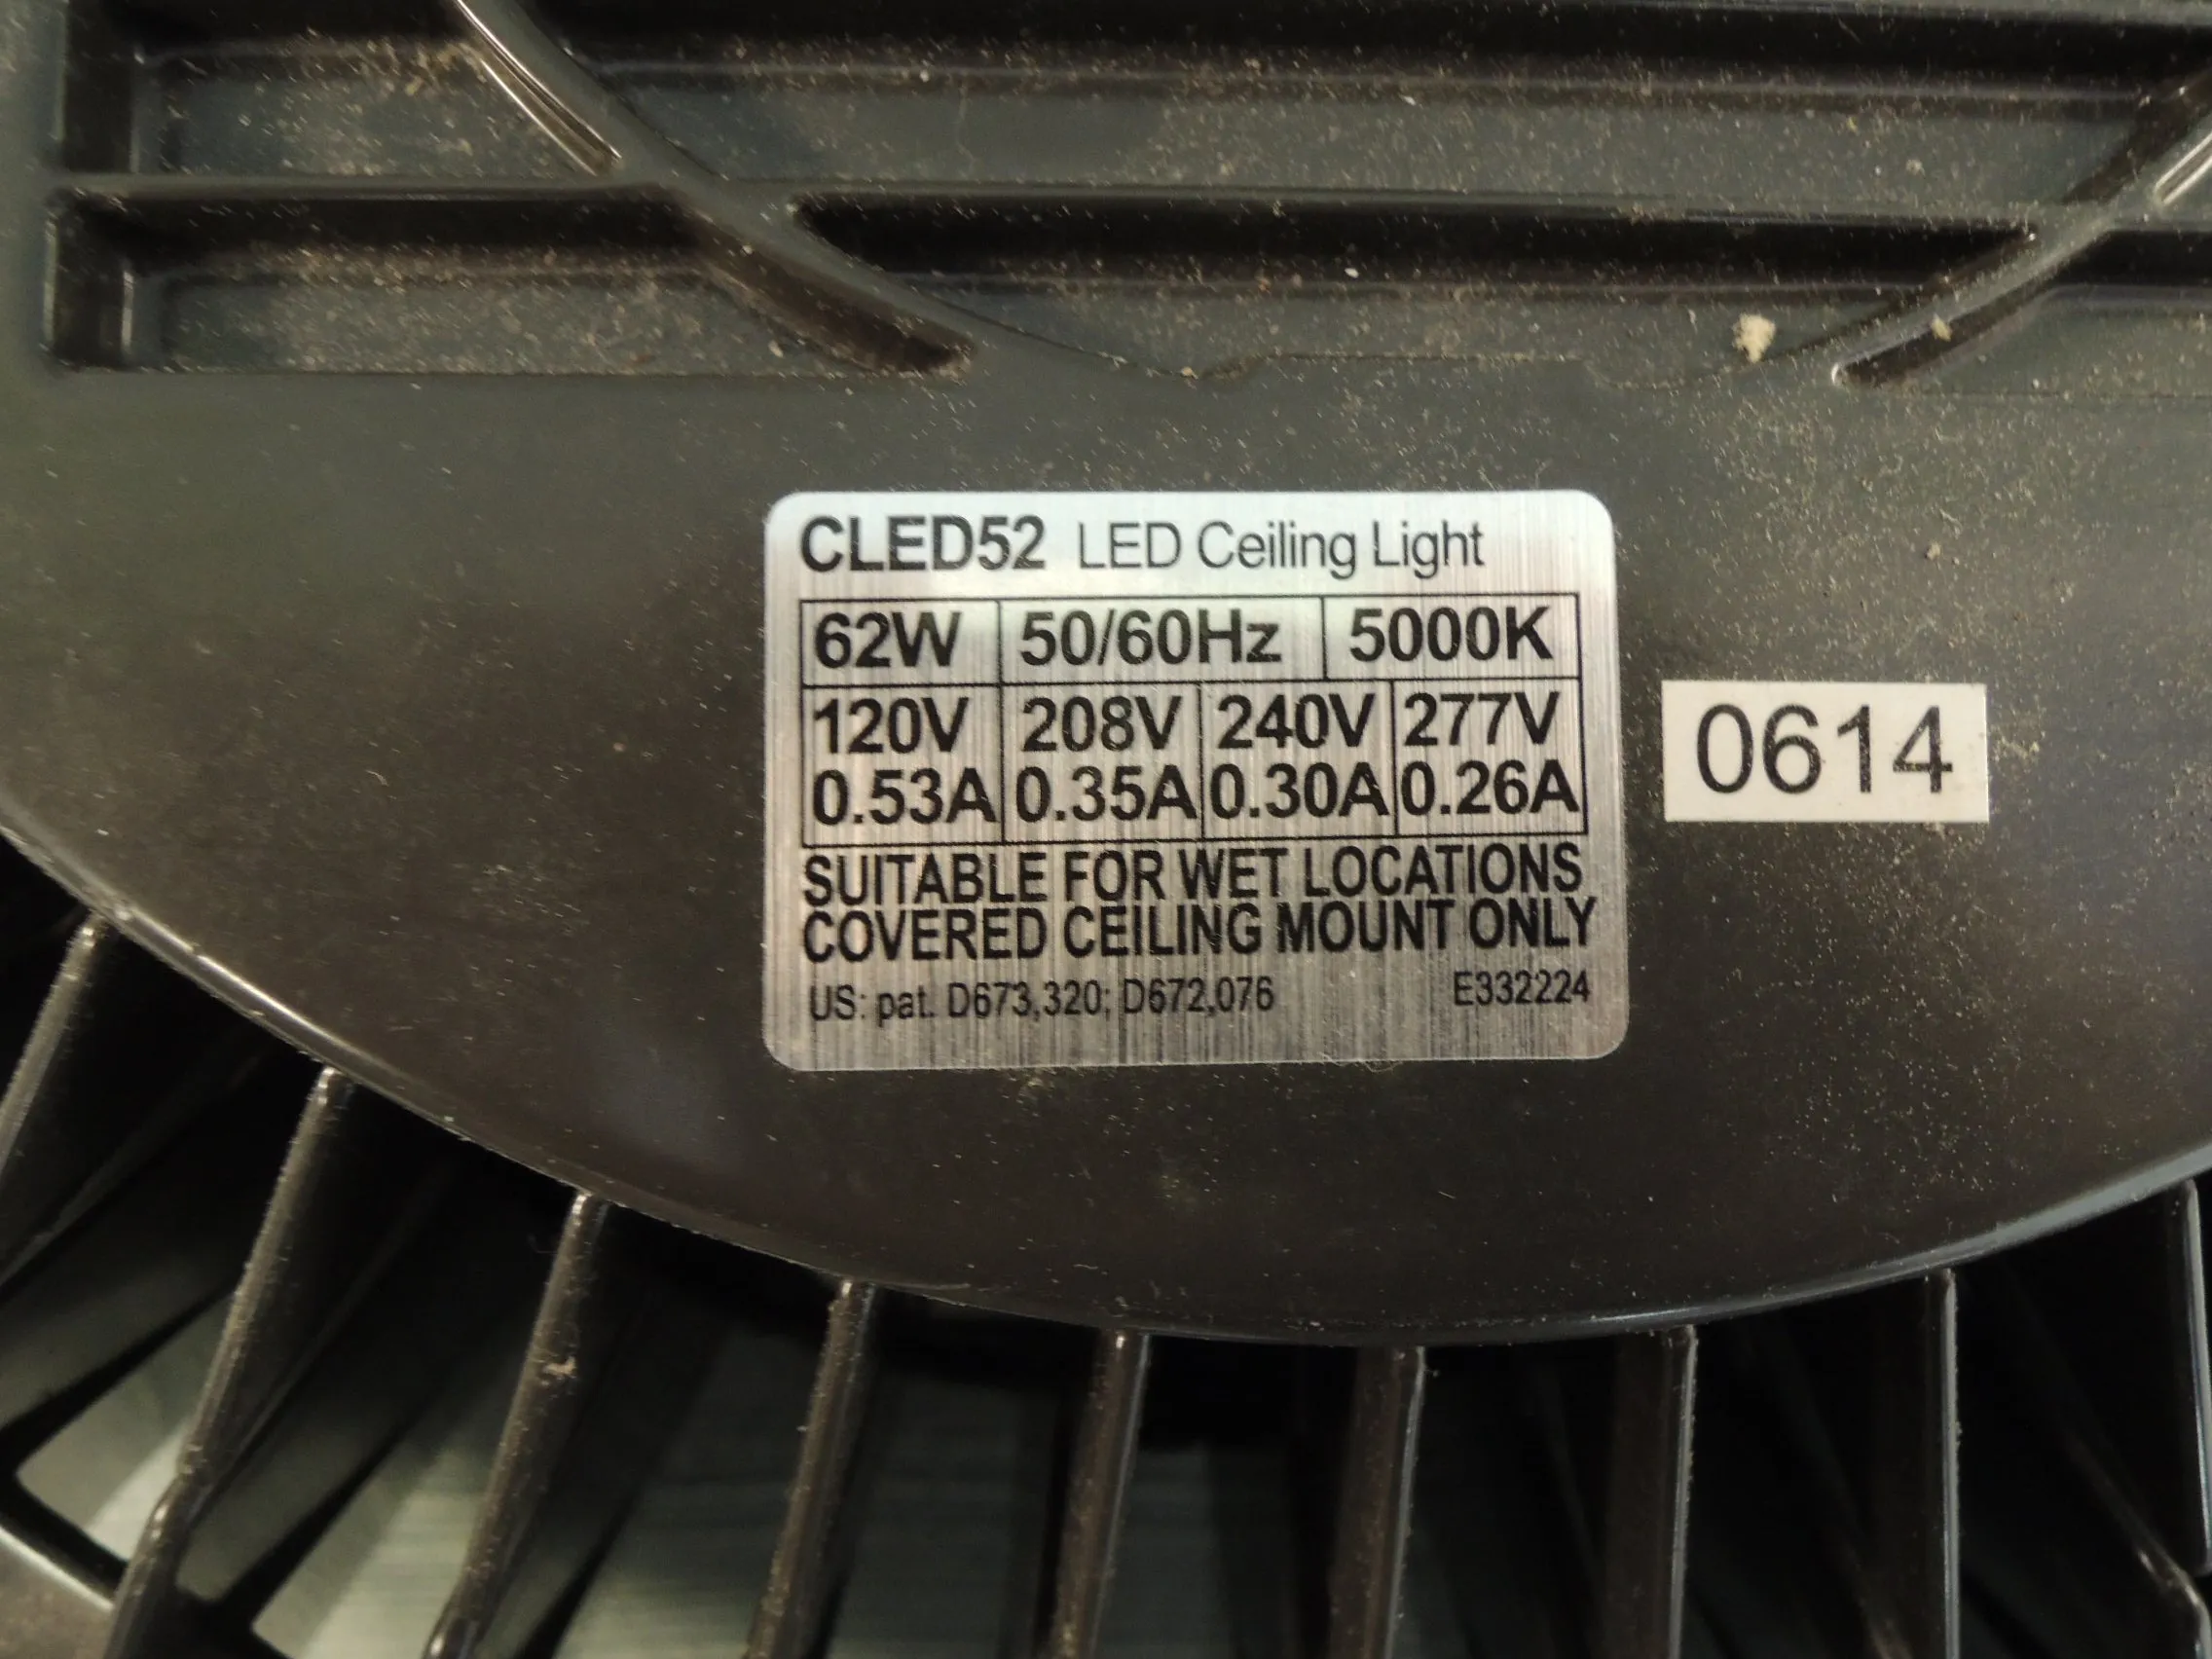 CLED52 LED Ceiling Light
62W 50/60Hz 5000K
120V 208V 240V 277V
0.53A 0.35A 0.30A 0.26A
0614
SUITABLE FOR WET LOCATIONS
COVERED CEILING MOUNT ONLY
US: pat. D673,320; D672,076 E332224